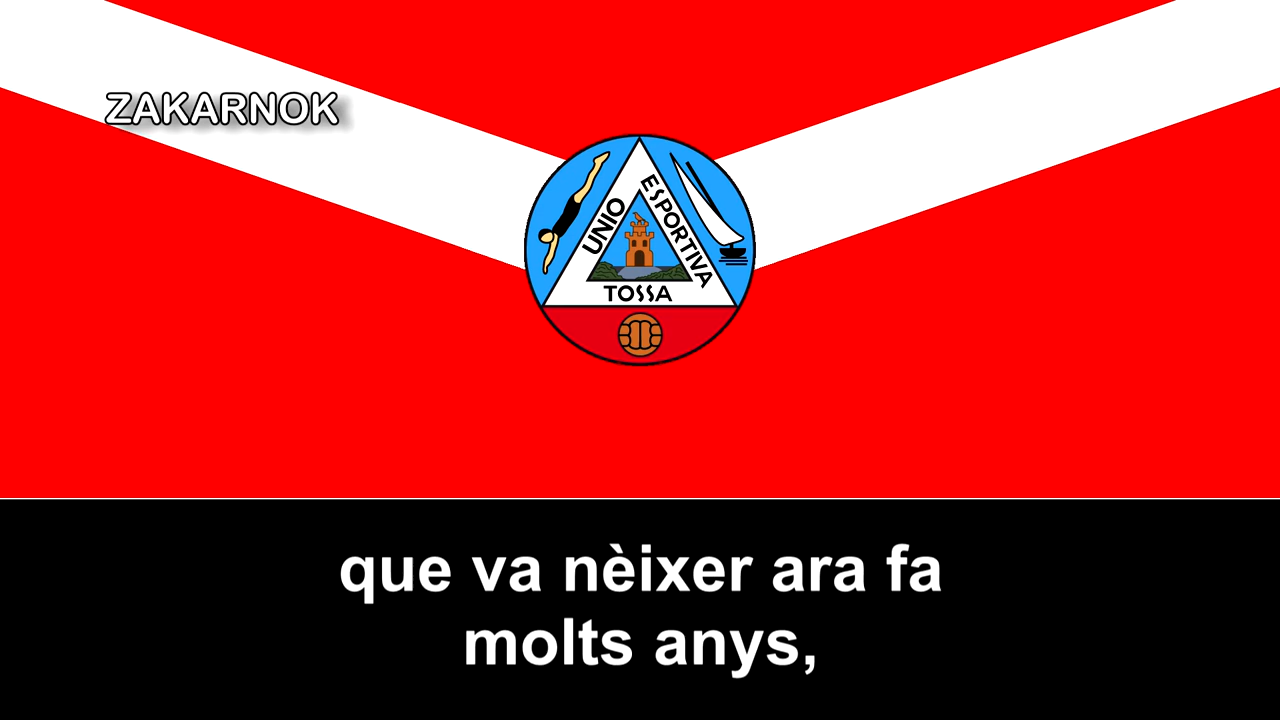 ZAKARNOK
UNIO
ESPORTIVA
TOSSA
que va nèixer ara fa
molts anys,